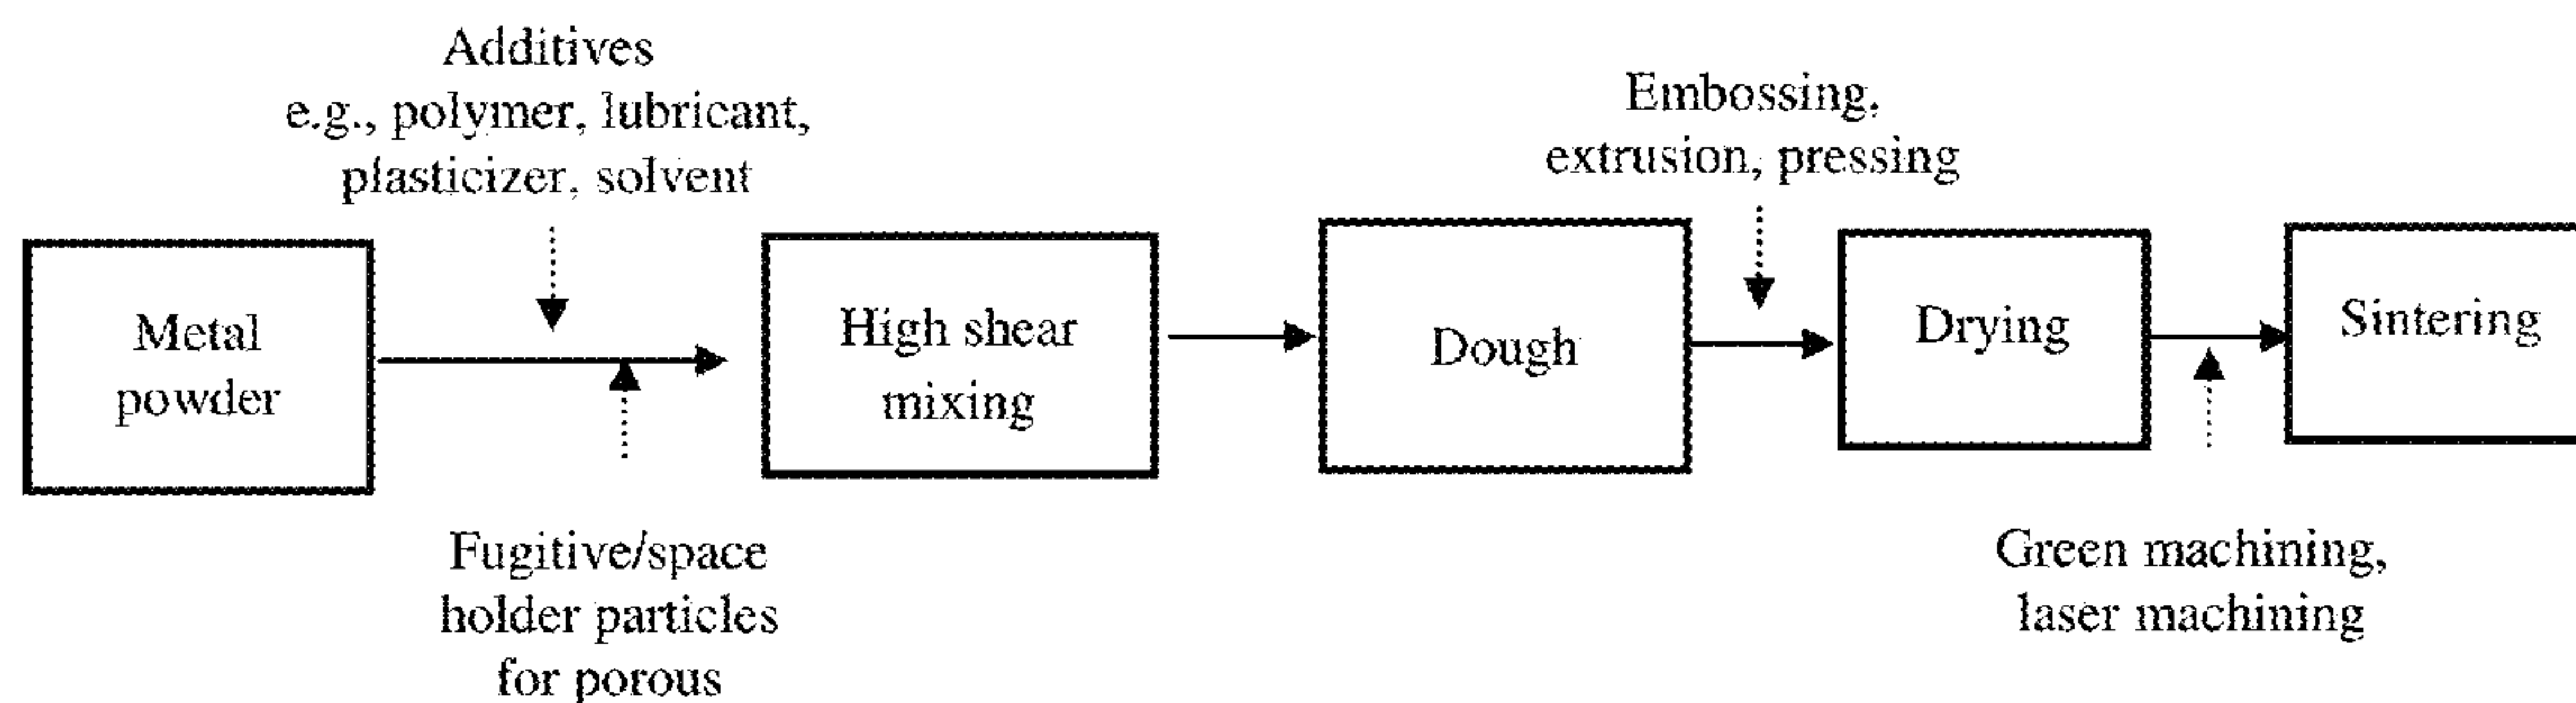 Additives
e.g., polymer, lubricant,
plasticizer, solvent
Embossing,
extrusion, pressing
Metal
powder
High shear
mixing
Dough
Drying
Sintering
Fugitive/space
holder particles
for porous
Green machining,
laser machining